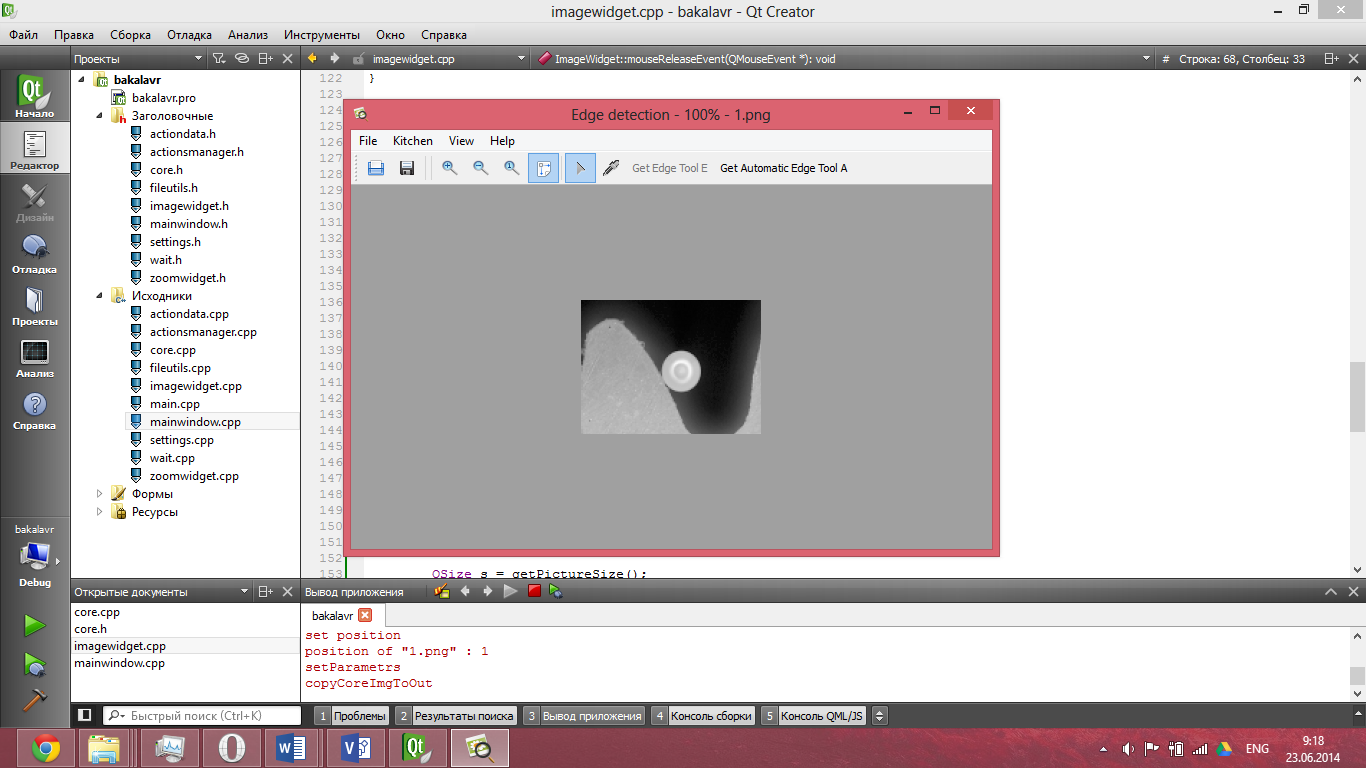 imagewidget.cpp - bakalavr - Qt Creator
Файл Правка Сборка Отладка Анализ Инструменты Окно Справка
Проекты
imagewidget.cpp
ImageWidget::mouseReleaseEvent(QMouseEvent *): void
# Строка: 68, Столбец: 33
Qt
Начало
Редактор
Дизайн
Отладка
Проекты
Анализ
Справка
bakalavr
Debug
bakalavr
bakalavr.pro
Заголовочные
actiondata.h
actionsmanager.h
core.h
fileutils.h
imagewidget.h
mainwindow.h
settings.h
wait.h
zoomwidget.h
Исходники
actiondata.cpp
actionsmanager.cpp
core.cpp
fileutils.cpp
imagewidget.cpp
main.cpp
mainwindow.cpp
settings.cpp
wait.cpp
zoomwidget.cpp
Формы
Ресурсы
122 }
123
124
125
126
127
128
129
130
131
132
133
134
135
136
137
138
139
140
141
142
143
144
145
146
147
148
149
150
151
152
153 QSize s = getPictureSize();
Edge detection - 100% - 1.png
File Kitchen View Help
Get Edge Tool E Get Automatic Edge Tool A
Открытые документы
core.cpp
core.h
imagewidget.cpp
mainwindow.cpp
Вывод приложения
bakalavr
set position
position of "1.png" : 1
setParametrs
copyCoreImgToOut
Быстрый поиск (Ctrl+K)
1 Проблемы 2 Результаты поиска 3 Вывод приложения 4 Консоль сборки 5 Консоль QML/JS
ENG
9:18
23.06.2014